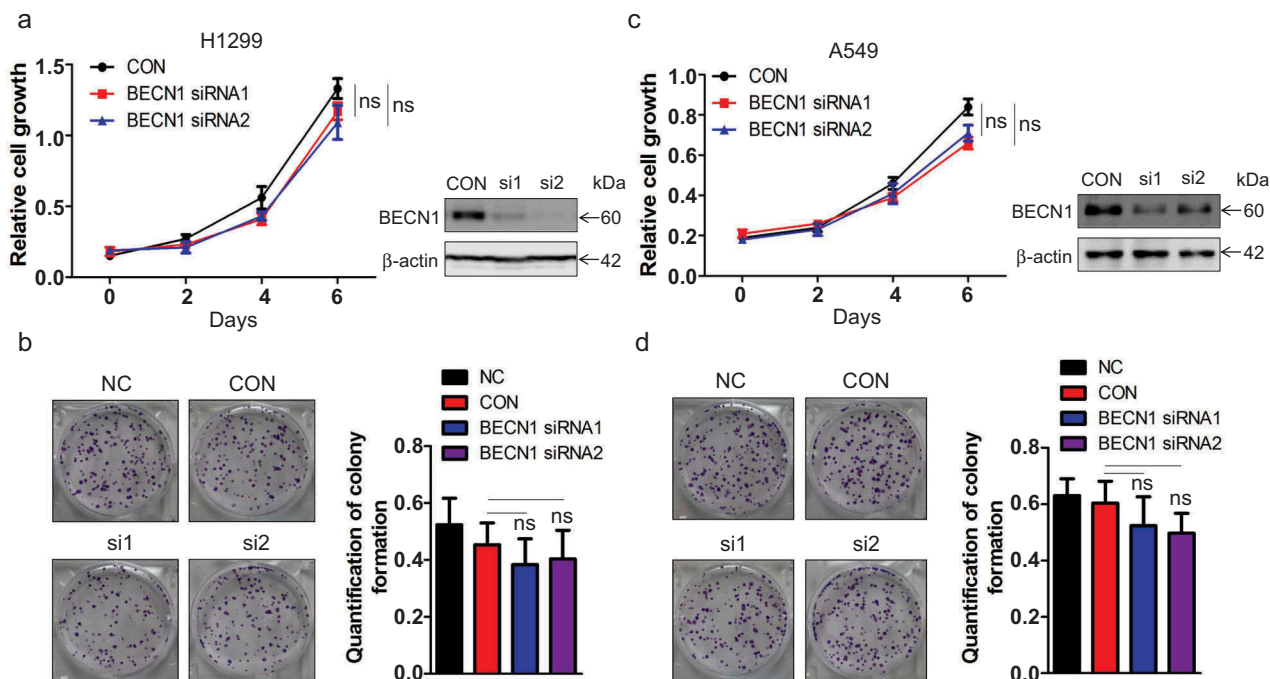 a
H1299
CON
BECN1 siRNA1
BECN1 siRNA2
Relative cell growth
1.5
1.0
0.5
0.0
0 2 4 6
Days
ns ns
CON si1 si2 kDa
BECN1 60
β-actin 42
c
A549
CON
BECN1 siRNA1
BECN1 siRNA2
Relative cell growth
1.0
0.8
0.6
0.4
0.2
0.0
0 2 4 6
Days
ns ns
CON si1 si2 kDa
BECN1 60
β-actin 42
b
NC CON
si1 si2
NC
CON
BECN1 siRNA1
BECN1 siRNA2
Quantification of colony
formation
0.8
0.6
0.4
0.2
0.0
ns ns
d
NC CON
si1 si2
NC
CON
BECN1 siRNA1
BECN1 siRNA2
Quantification of colony
formation
0.8
0.6
0.4
0.2
0.0
ns ns